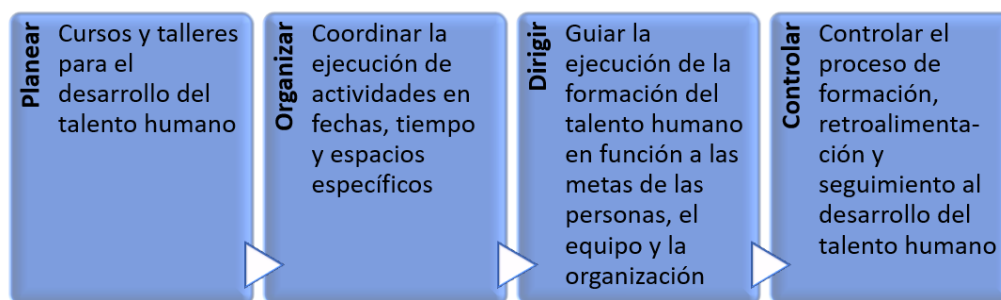 Planear
Cursos y talleres
para el
desarrollo del
talento humano
Organizar
Coordinar la
ejecución de
actividades en
fechas, tiempo
y espacios
específicos
Dirigir
Guiar la
ejecución de la
formación del
talento humano
en función a las
metas de las
personas, el
equipo y la
organización
Controlar
Controlar el
proceso de
formación,
retroalimenta-
ción y
seguimiento al
desarrollo del
talento humano